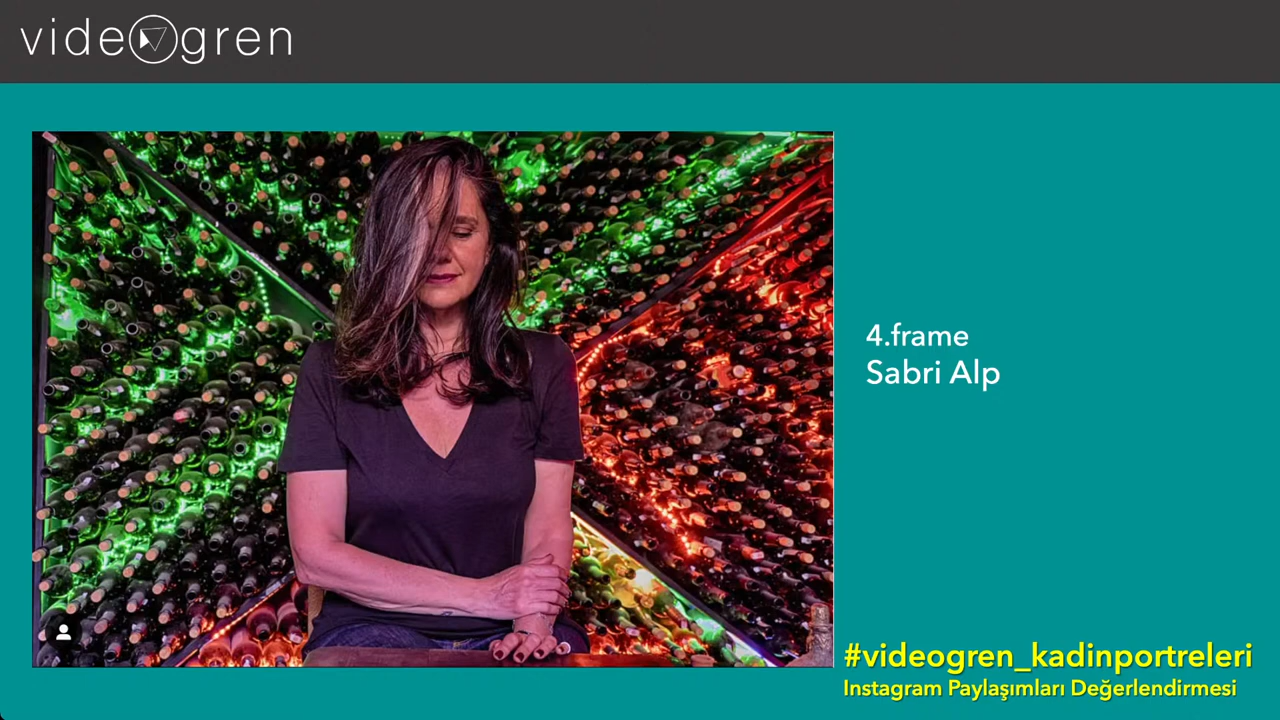 videogren
4.frame
Sabri Alp
#videogren_kadinportreleri
Instagram Paylaşımları Değerlendirmesi